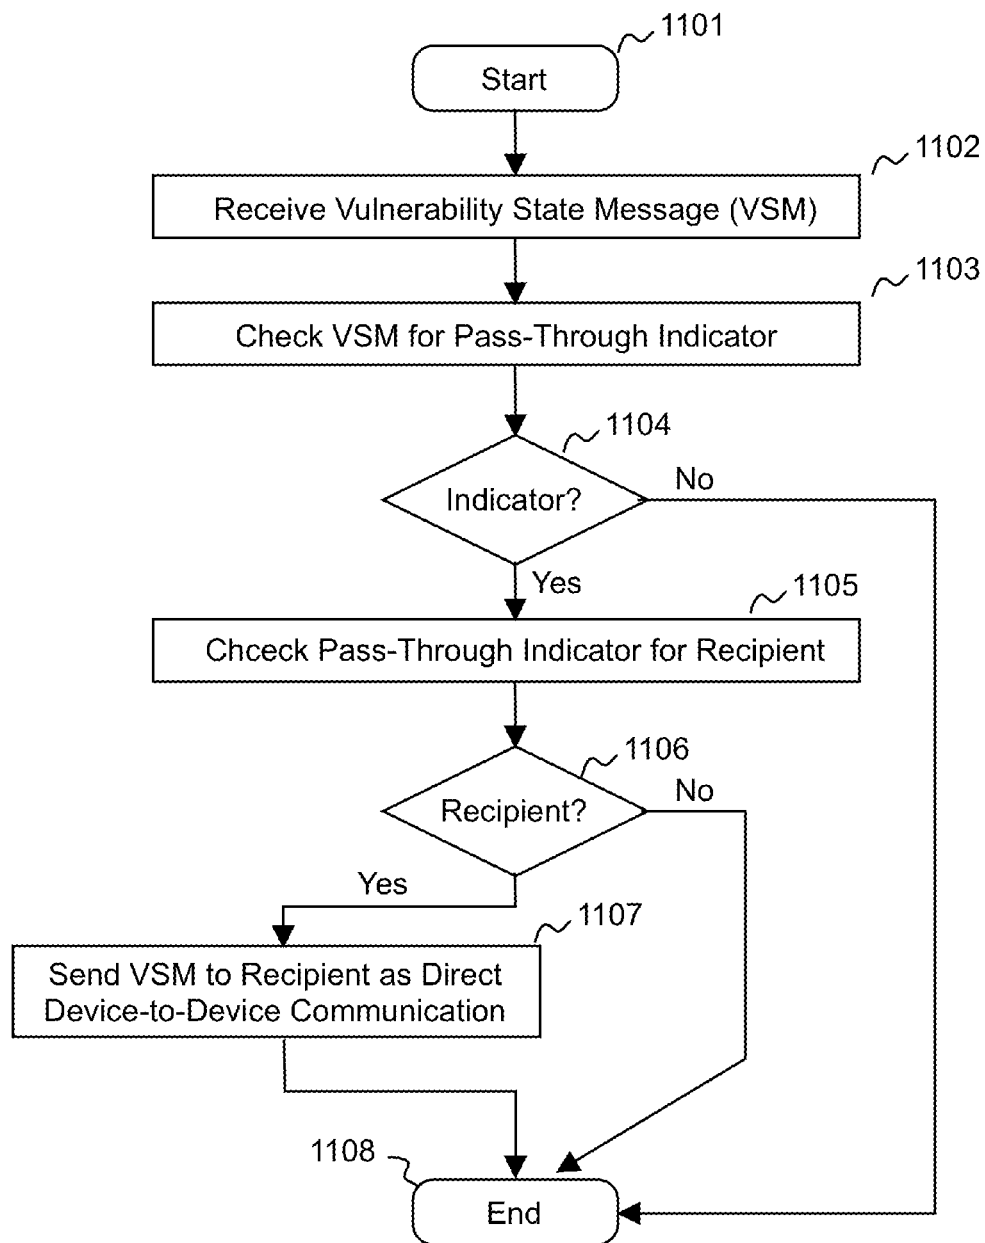 1101
Start
1102
Receive Vulnerability State Message (VSM)
1103
Check VSM for Pass-Through Indicator
1104
Indicator?
No
Yes
1105
Chceck Pass-Through Indicator for Recipient
1106
Recipient?
No
Yes
1107
Send VSM to Recipient as Direct
Device-to-Device Communication
1108
End